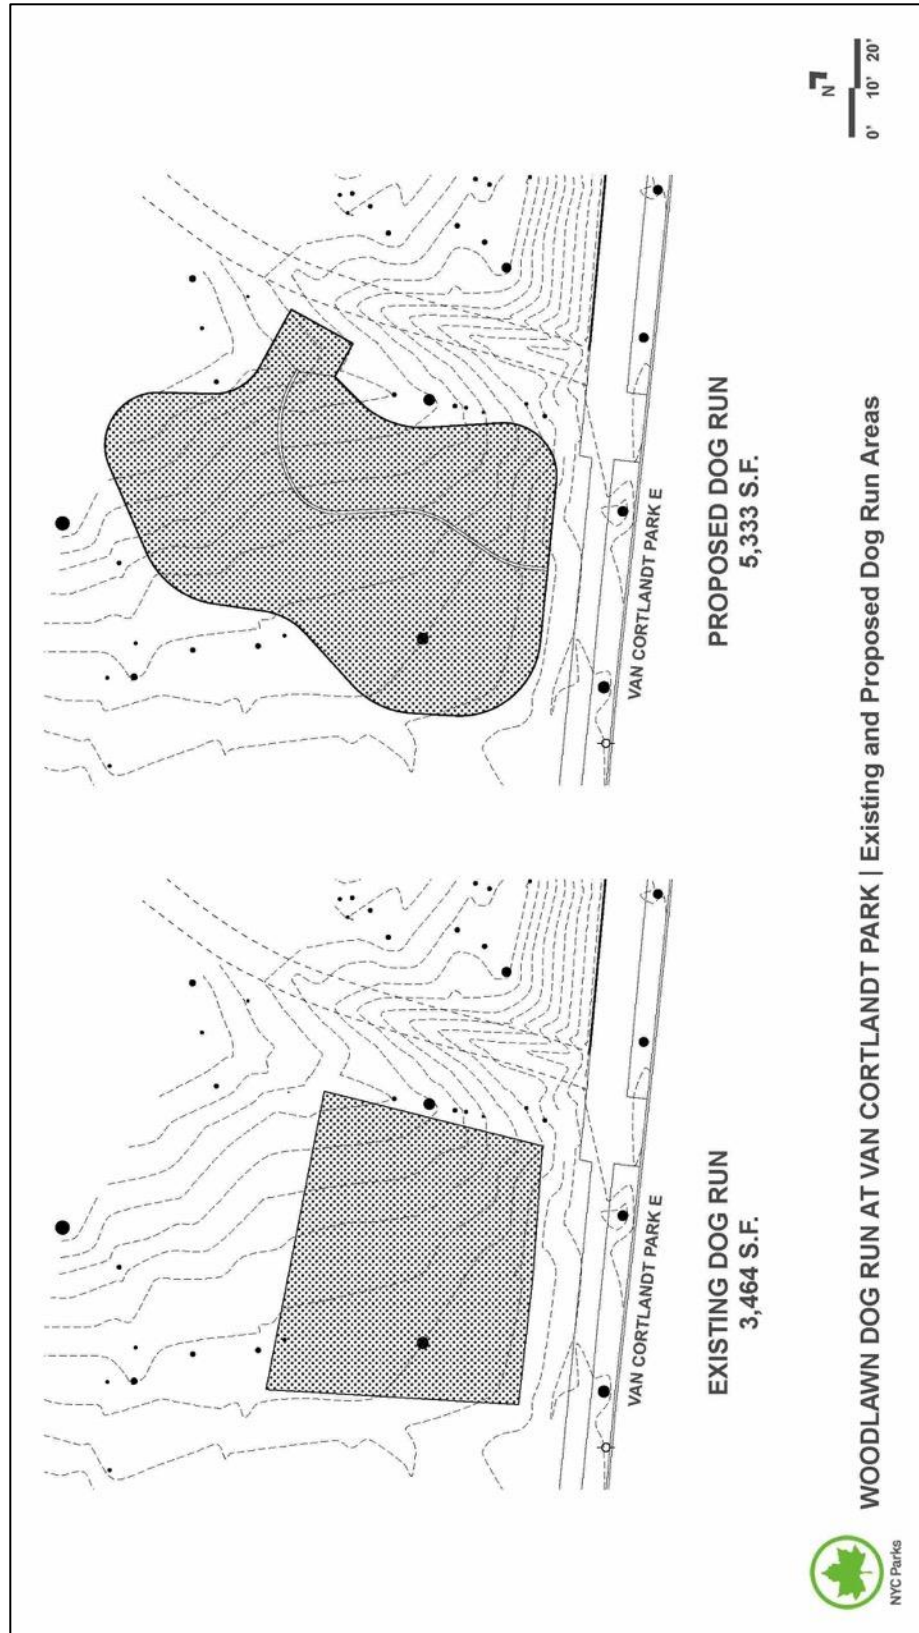 VAN CORTLANDT PARK E
EXISTING DOG RUN
3,464 S.F.
VAN CORTLANDT PARK E
PROPOSED DOG RUN
5,333 S.F.
N
0' 10' 20'
NYC Parks
WOODLAWN DOG RUN AT VAN CORTLANDT PARK | Existing and Proposed Dog Run Areas